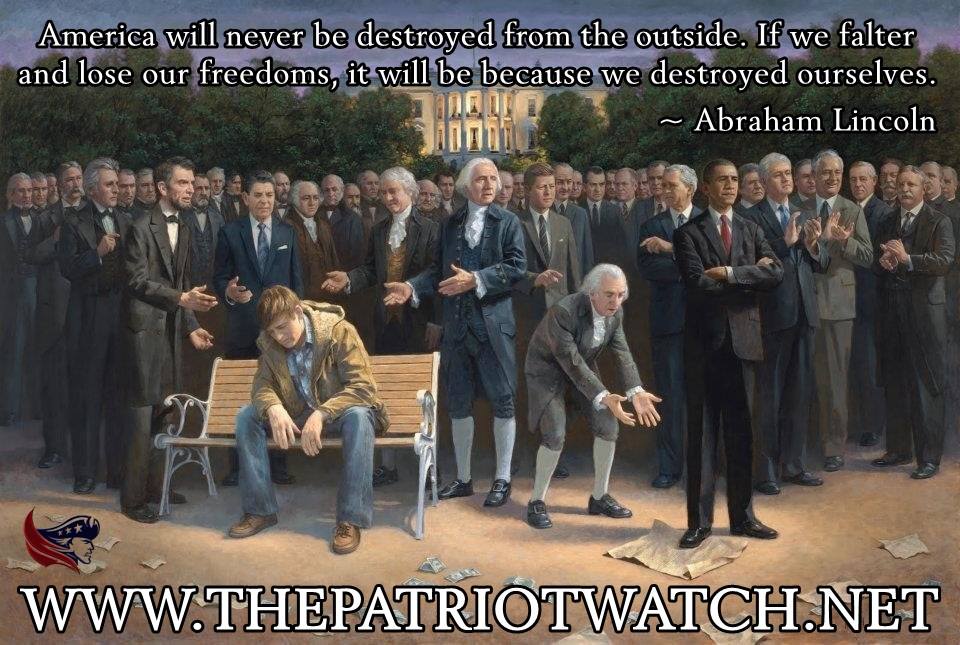 America will never be destroyed from the outside. If we falter
and lose our freedoms, it will be because we destroyed ourselves.
~ Abraham Lincoln
WWW.THEPATRIOTWATCH.NET